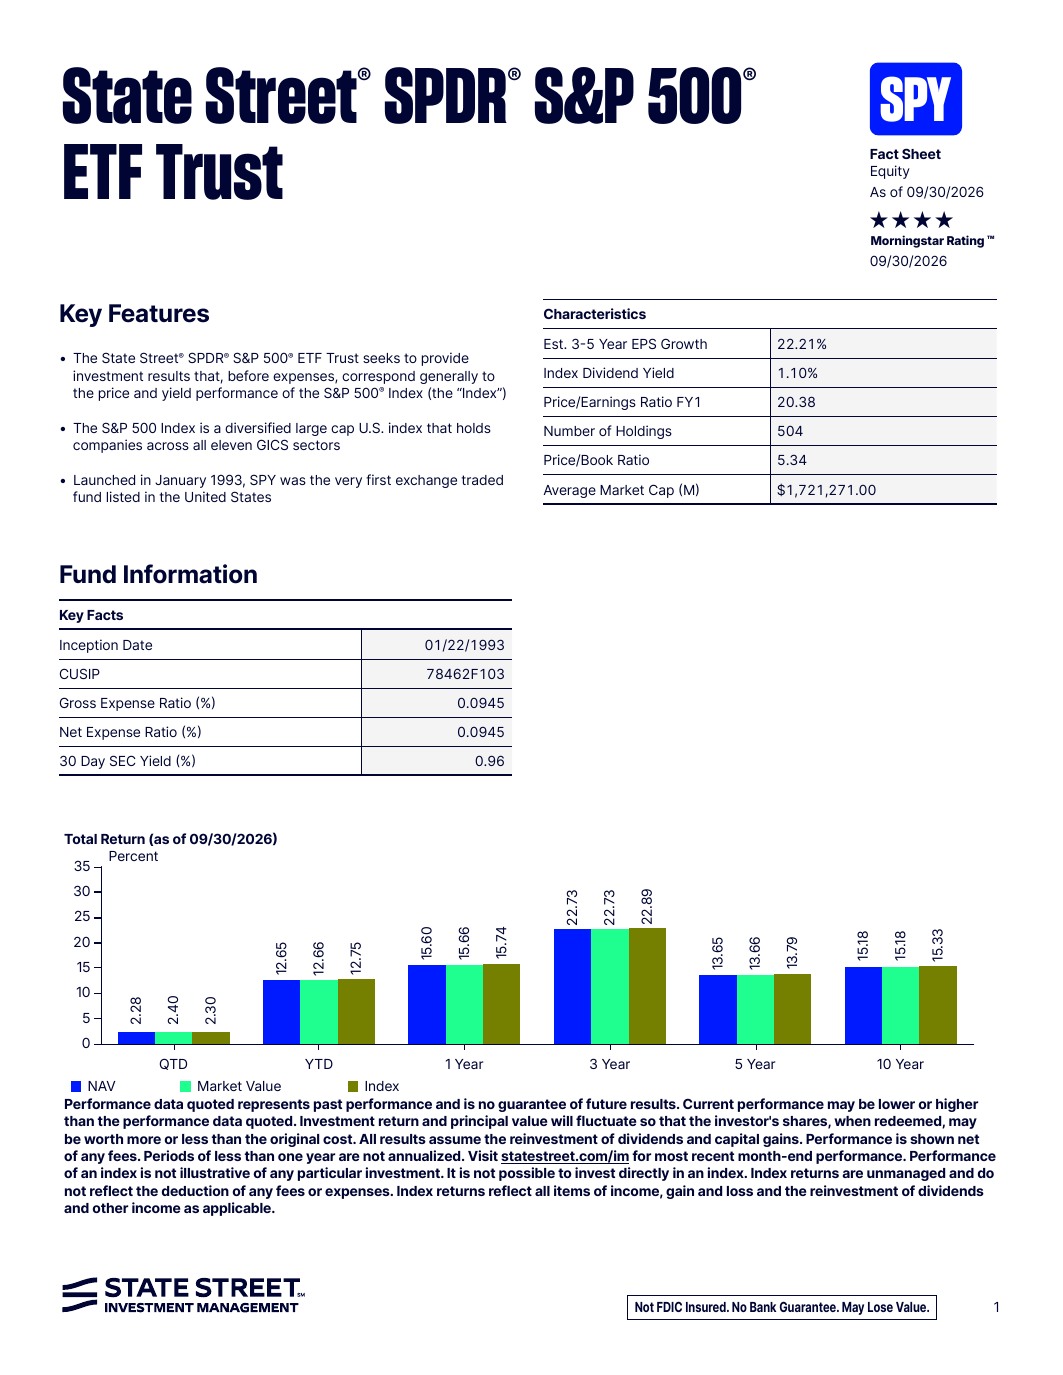 State Street® SPDR® S&P 500®
ETF Trust
SPY
Fact Sheet
Equity
As of 09/30/2026
Morningstar Rating™
09/30/2026
Key Features
• The State Street® SPDR® S&P 500® ETF Trust seeks to provide
investment results that, before expenses, correspond generally to
the price and yield performance of the S&P 500® Index (the “Index”)
• The S&P 500 Index is a diversified large cap U.S. index that holds
companies across all eleven GICS sectors
• Launched in January 1993, SPY was the very first exchange traded
fund listed in the United States
Characteristics
Est. 3-5 Year EPS Growth 22.21%
Index Dividend Yield 1.10%
Price/Earnings Ratio FY1 20.38
Number of Holdings 504
Price/Book Ratio 5.34
Average Market Cap (M) $1,721,271.00
Fund Information
Key Facts
Inception Date 01/22/1993
CUSIP 78462F103
Gross Expense Ratio (%) 0.0945
Net Expense Ratio (%) 0.0945
30 Day SEC Yield (%) 0.96
Total Return (as of 09/30/2026)
Percent
35
30
25
20
15
10
5
0
2.28 2.40 2.30
12.65 12.66 12.75
15.60 15.66 15.74
22.73 22.73 22.89
13.65 13.66 13.79
15.18 15.18 15.33
QTD YTD 1 Year 3 Year 5 Year 10 Year
NAV Market Value Index
Performance data quoted represents past performance and is no guarantee of future results. Current performance may be lower or higher
than the performance data quoted. Investment return and principal value will fluctuate so that the investor's shares, when redeemed, may
be worth more or less than the original cost. All results assume the reinvestment of dividends and capital gains. Performance is shown net
of any fees. Periods of less than one year are not annualized. Visit statestreet.com/im for most recent month-end performance. Performance
of an index is not illustrative of any particular investment. It is not possible to invest directly in an index. Index returns are unmanaged and do
not reflect the deduction of any fees or expenses. Index returns reflect all items of income, gain and loss and the reinvestment of dividends
and other income as applicable.
STATE STREET℠
INVESTMENT MANAGEMENT
Not FDIC Insured. No Bank Guarantee. May Lose Value.
1